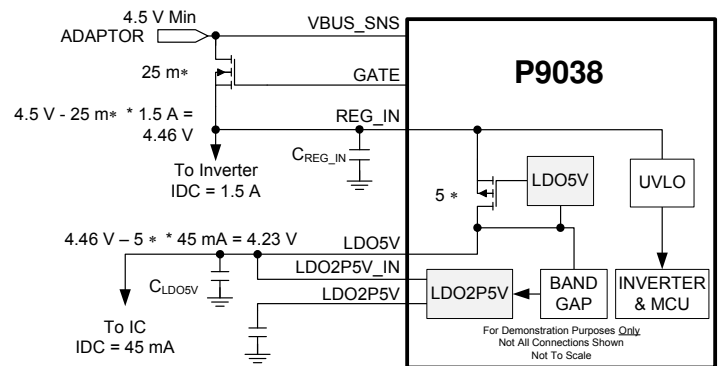 4.5 V Min
ADAPTOR
VBUS_SNS
P9038
25 m*
GATE
4.5 V - 25 m* * 1.5 A =
4.46 V
REG_IN
To Inverter
IDC = 1.5 A
CREG_IN
5 *
LDO5V
UVLO
4.46 V – 5 * * 45 mA = 4.23 V
LDO5V
LDO2P5V_IN
CLDO5V
LDO2P5V
LDO2P5V
BAND
GAP
INVERTER
& MCU
To IC
IDC = 45 mA
For Demonstration Purposes Only
Not All Connections Shown
Not To Scale